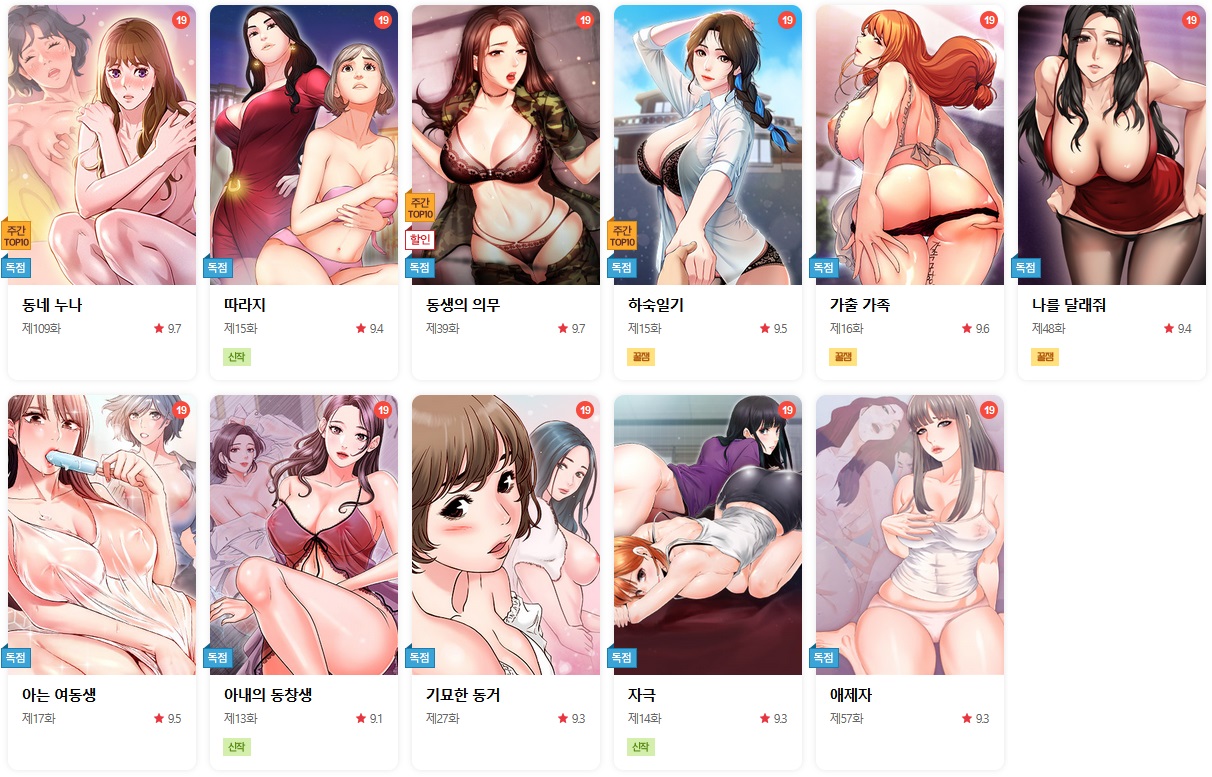 19
주간
TOP10
독점
동네 누나
제109화
★ 9.7
19
독점
따라지
제15화
★ 9.4
신작
19
주간
TOP10
할인
독점
동생의 의무
제39화
★ 9.7
19
주간
TOP10
독점
하숙일기
제15화
★ 9.5
꿀잼
19
독점
가출 가족
제16화
★ 9.6
꿀잼
19
독점
나를 달래줘
제48화
★ 9.4
꿀잼
19
독점
아는 여동생
제17화
★ 9.5
19
독점
아내의 동창생
제13화
★ 9.1
신작
19
독점
기묘한 동거
제27화
★ 9.3
19
독점
자극
제14화
★ 9.3
신작
19
독점
애제자
제57화
★ 9.3